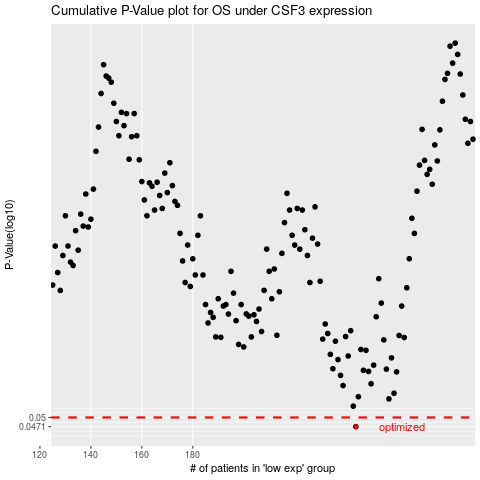 Cumulative P-Value plot for OS under CSF3 expression
P-Value(log10)
0.05
0.0471
optimized
120 140 160 180
# of patients in 'low exp' group